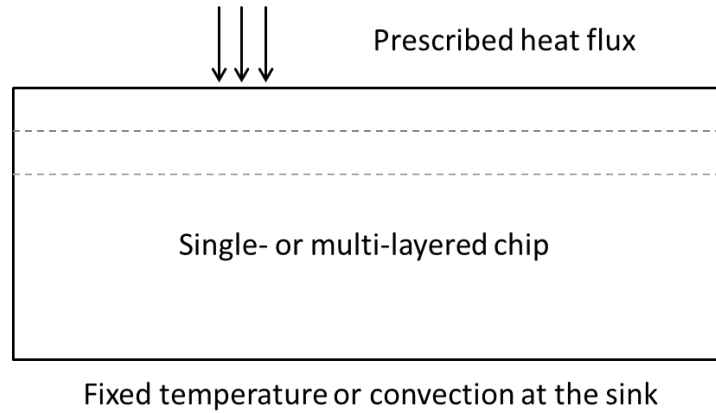 Prescribed heat flux
Single- or multi-layered chip
Fixed temperature or convection at the sink